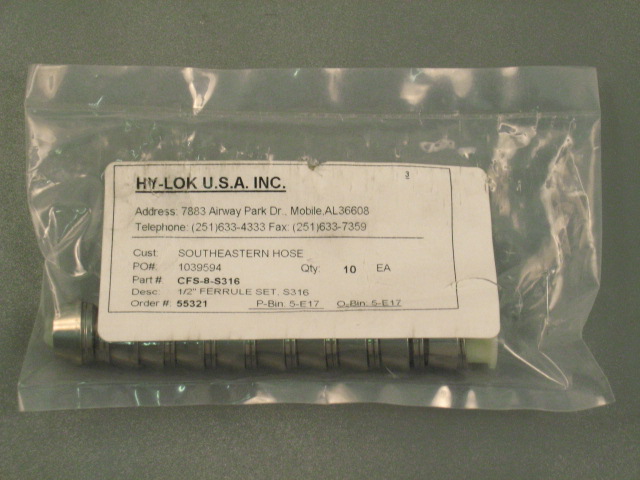 3
HY-LOK U.S.A. INC.
Address: 7883 Airway Park Dr., Mobile,AL36608
Telephone: (251)633-4333 Fax: (251)633-7359
Cust: SOUTHEASTERN HOSE
PO#: 1039594 Qty: 10 EA
Part #: CFS-8-S316
Desc: 1/2" FERRULE SET, S316
Order #: 55321 P-Bin: 5-E17 O-Bin: 5-E17